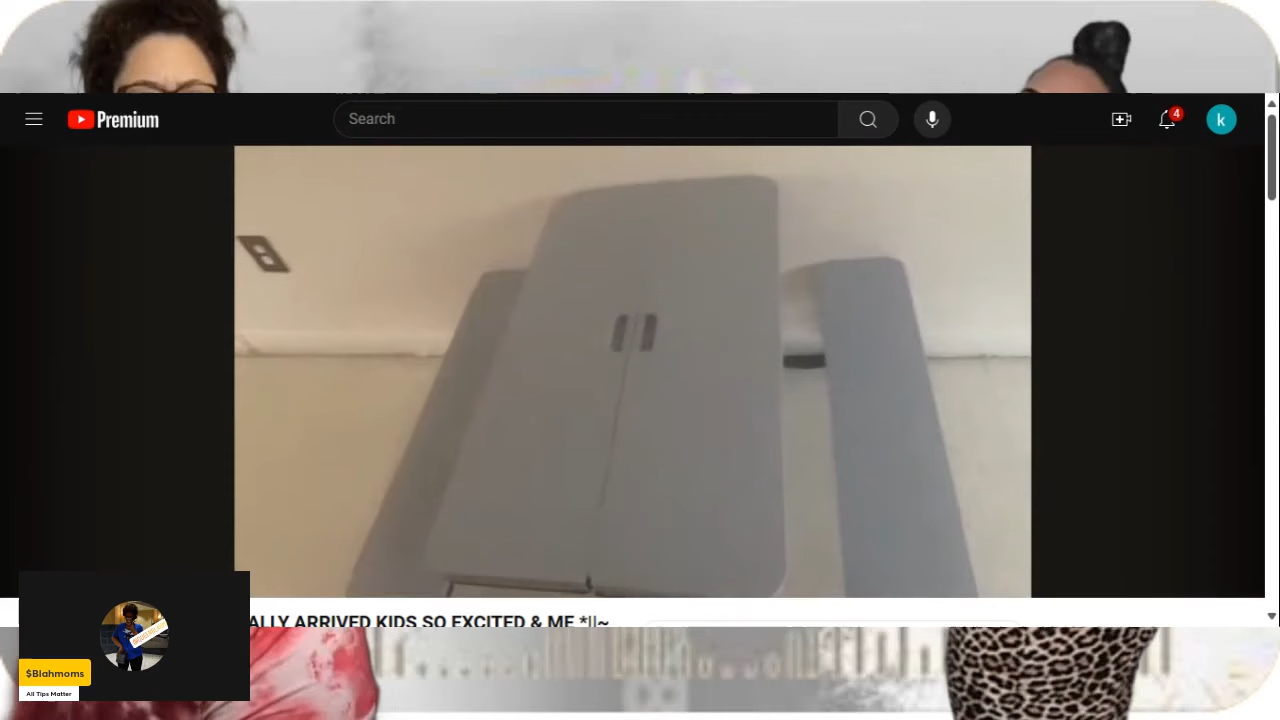 Premium
Search
4
k
ALLY ARRIVED KIDS SO EXCITED & ME *||~
$Blahmoms
All Tips Matter